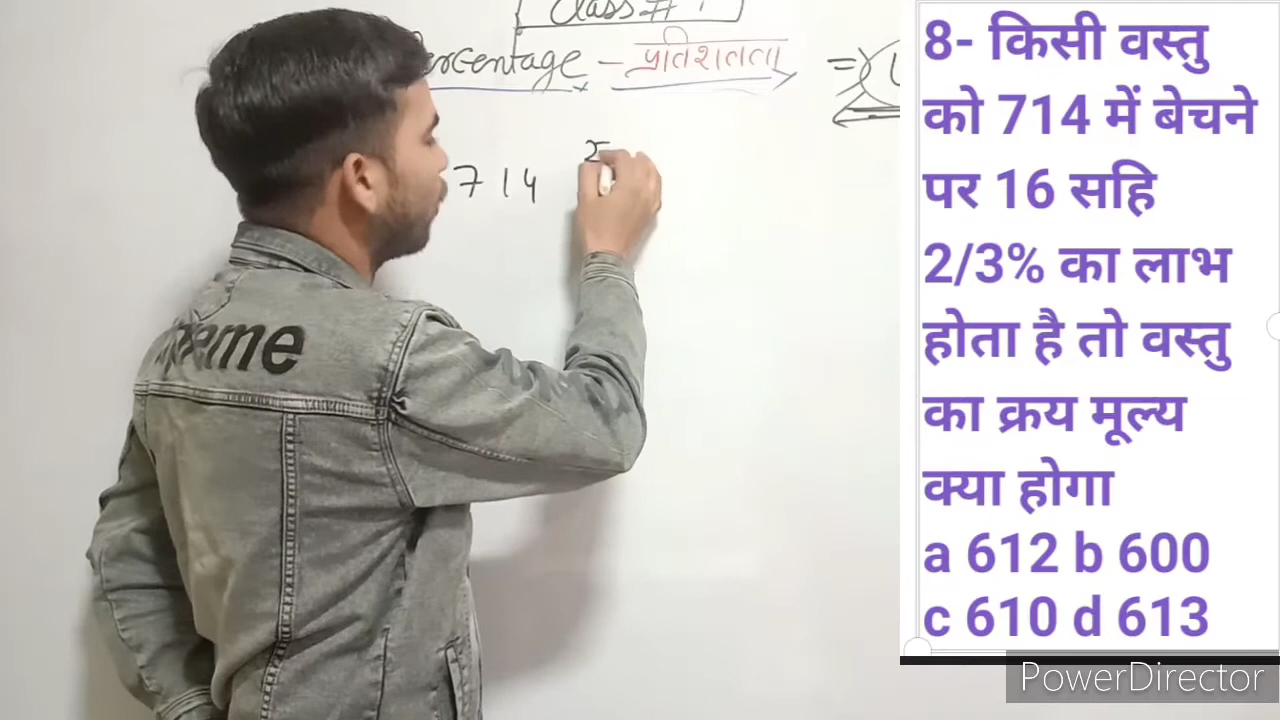 Class # 1
Percentage - प्रतिशतता
=
714
8- किसी वस्तु
को 714 में बेचने
पर 16 सहि
2/3% का लाभ
होता है तो वस्तु
का क्रय मूल्य
क्या होगा
a 612 b 600
c 610 d 613
PowerDirector